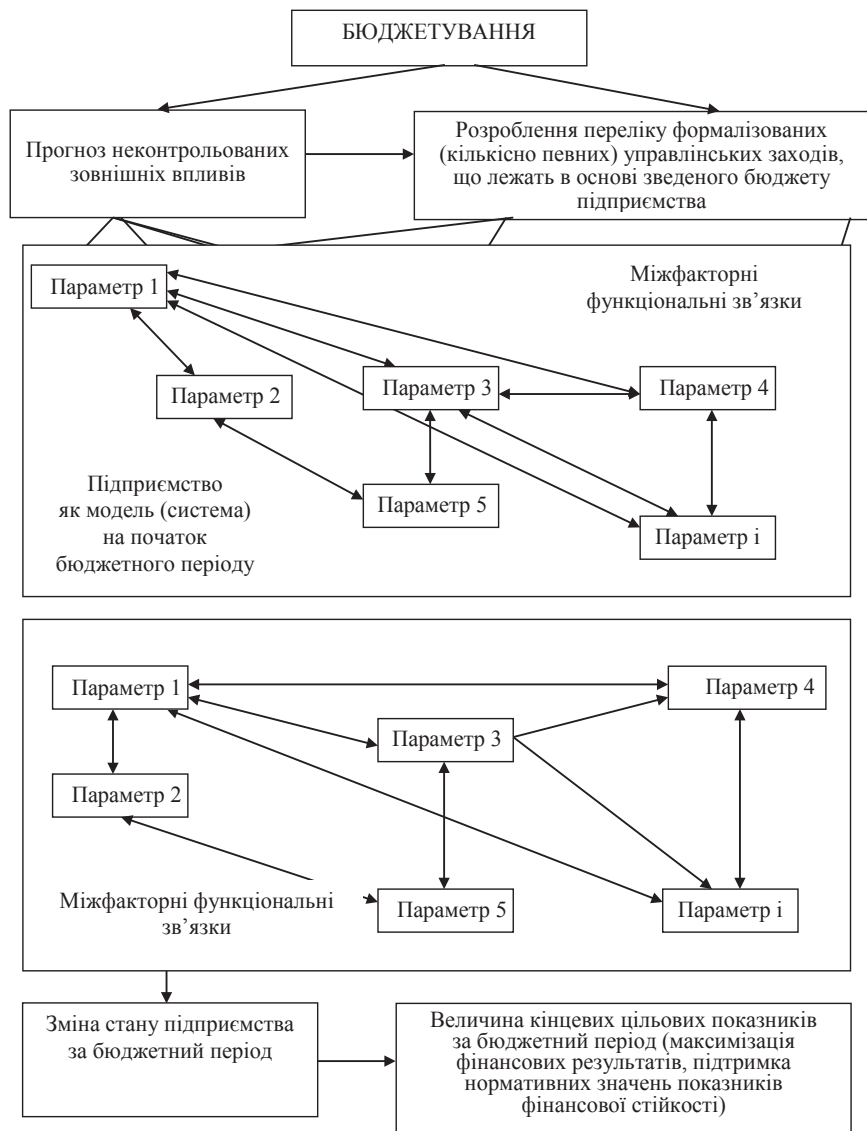 БЮДЖЕТУВАННЯ
Прогноз неконтрольованих
зовнішніх впливів
Розроблення переліку формалізованих
(кількісно певних) управлінських заходів,
що лежать в основі зведеного бюджету
підприємства
Міжфакторні
функціональні зв’язки
Параметр 1
Параметр 2
Параметр 3
Параметр 4
Підприємство
як модель (система)
на початок
бюджетного періоду
Параметр 5
Параметр і
Параметр 1
Параметр 4
Параметр 3
Параметр 2
Міжфакторні функціональні
зв’язки
Параметр 5
Параметр і
Зміна стану підприємства
за бюджетний період
Величина кінцевих цільових показників
за бюджетний період (максимізація
фінансових результатів, підтримка
нормативних значень показників
фінансової стійкості)